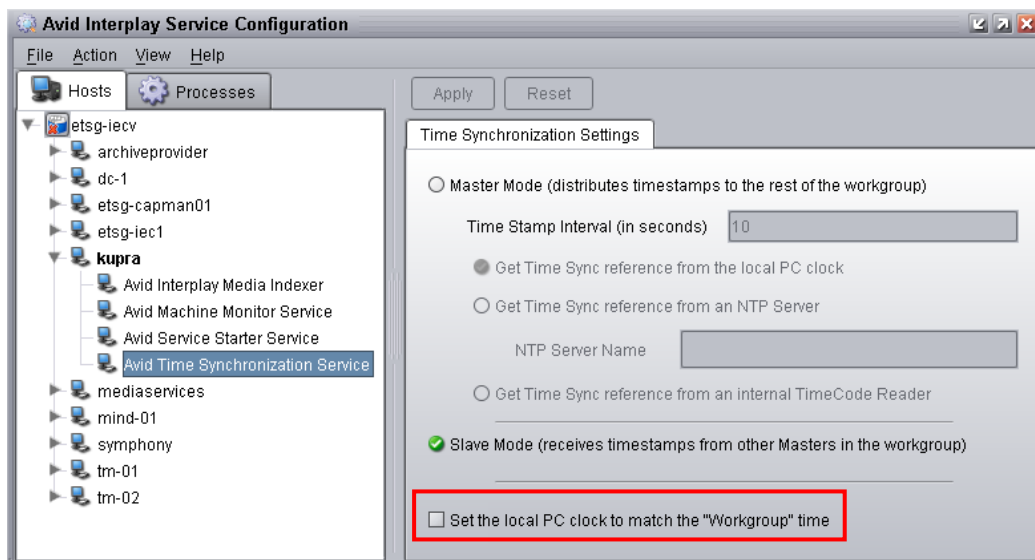 Avid Interplay Service Configuration
File Action View Help
Hosts Processes
etsg-iecv
archiveprovider
dc-1
etsg-capman01
etsg-iec1
kupra
Avid Interplay Media Indexer
Avid Machine Monitor Service
Avid Service Starter Service
Avid Time Synchronization Service
mediaservices
mind-01
symphony
tm-01
tm-02
Apply Reset
Time Synchronization Settings
Master Mode (distributes timestamps to the rest of the workgroup)
Time Stamp Interval (in seconds) 10
Get Time Sync reference from the local PC clock
Get Time Sync reference from an NTP Server
NTP Server Name
Get Time Sync reference from an internal TimeCode Reader
Slave Mode (receives timestamps from other Masters in the workgroup)
Set the local PC clock to match the "Workgroup" time